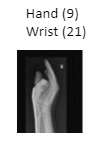 Hand (9)
Wrist (21)